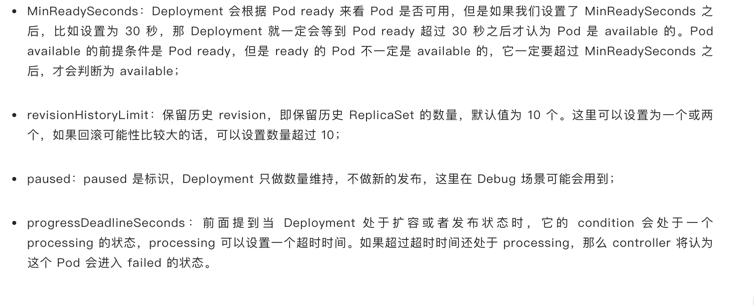 • MinReadySeconds：Deployment 会根据 Pod ready 来看 Pod 是否可用，但是如果我们设置了 MinReadySeconds 之
后，比如设置为 30 秒，那 Deployment 就一定会等到 Pod ready 超过 30 秒之后才认为 Pod 是 available 的。Pod
available 的前提条件是 Pod ready，但是 ready 的 Pod 不一定是 available 的，它一定要超过 MinReadySeconds 之
后，才会判断为 available；
• revisionHistoryLimit：保留历史 revision，即保留历史 ReplicaSet 的数量，默认值为 10 个。这里可以设置为一个或两
个，如果回滚可能性比较大的话，可以设置数量超过 10；
• paused：paused 是标识，Deployment 只做数量维持，不做新的发布，这里在 Debug 场景可能会用到；
• progressDeadlineSeconds：前面提到当 Deployment 处于扩容或者发布状态时，它的 condition 会处于一个
processing 的状态，processing 可以设置一个超时时间。如果超过超时时间还处于 processing，那么 controller 将认为
这个 Pod 会进入 failed 的状态。